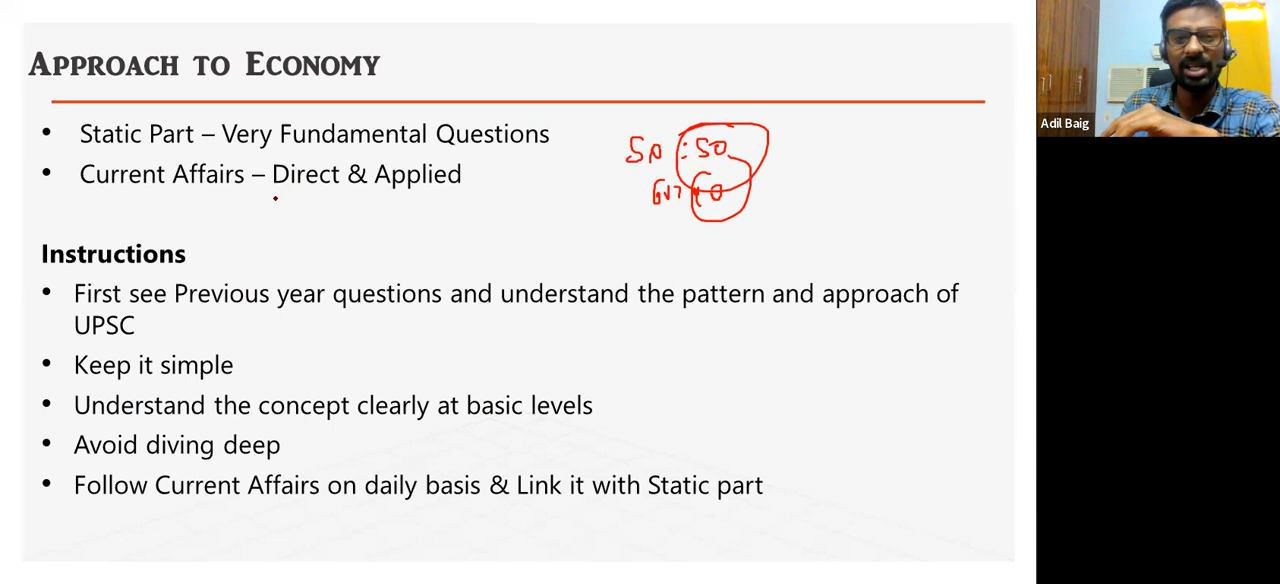 APPROACH TO ECONOMY
• Static Part – Very Fundamental Questions
• Current Affairs – Direct & Applied
50 : 50
Instructions
• First see Previous year questions and understand the pattern and approach of
UPSC
• Keep it simple
• Understand the concept clearly at basic levels
• Avoid diving deep
• Follow Current Affairs on daily basis & Link it with Static part
Adil Baig